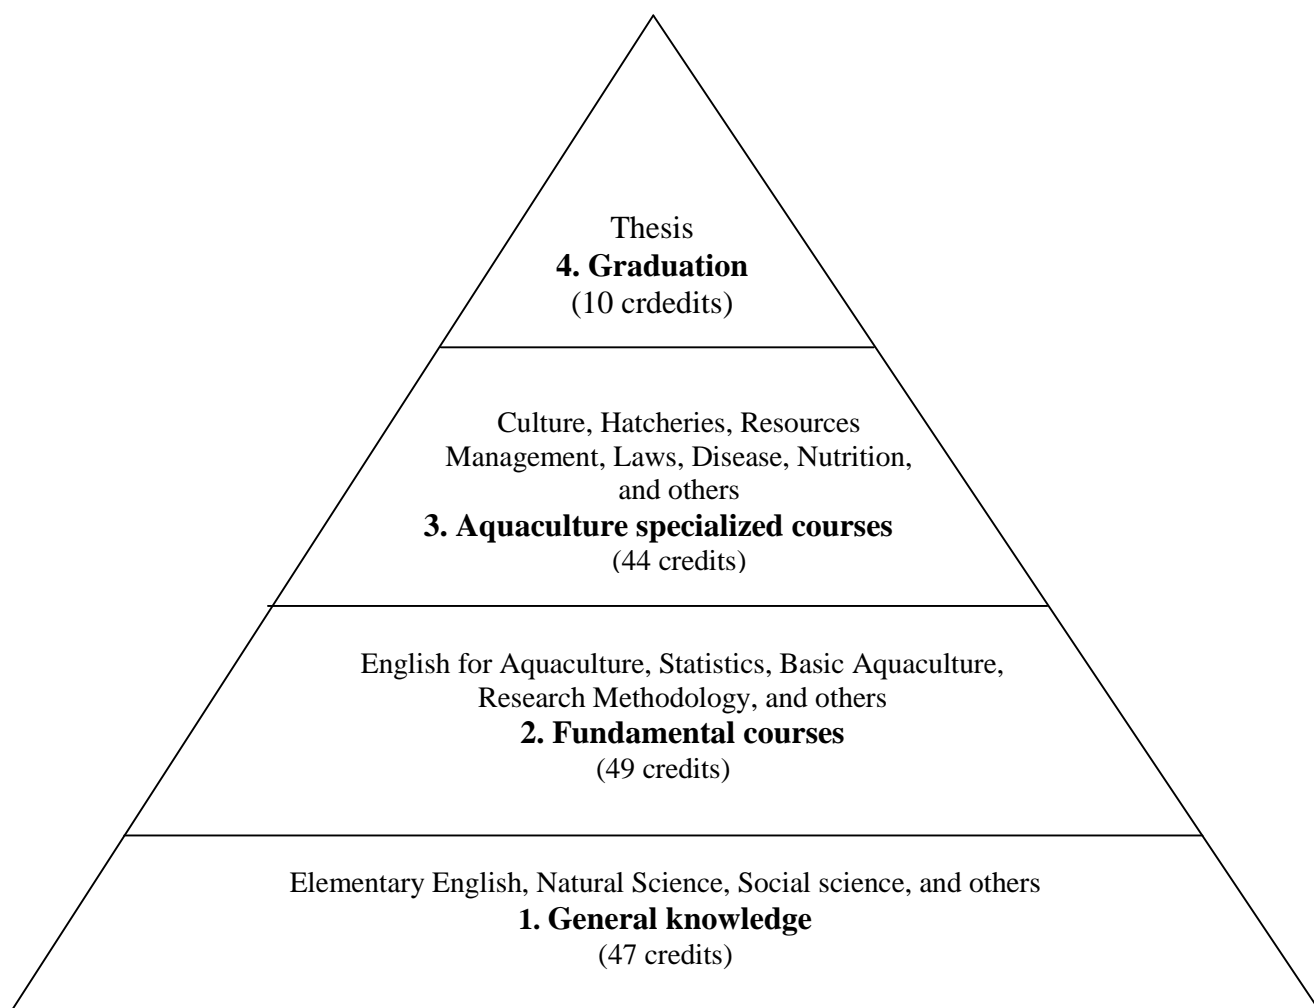 Thesis
4. Graduation
(10 crdedits)
Culture, Hatcheries, Resources
Management, Laws, Disease, Nutrition,
and others
3. Aquaculture specialized courses
(44 credits)
English for Aquaculture, Statistics, Basic Aquaculture,
Research Methodology, and others
2. Fundamental courses
(49 credits)
Elementary English, Natural Science, Social science, and others
1. General knowledge
(47 credits)